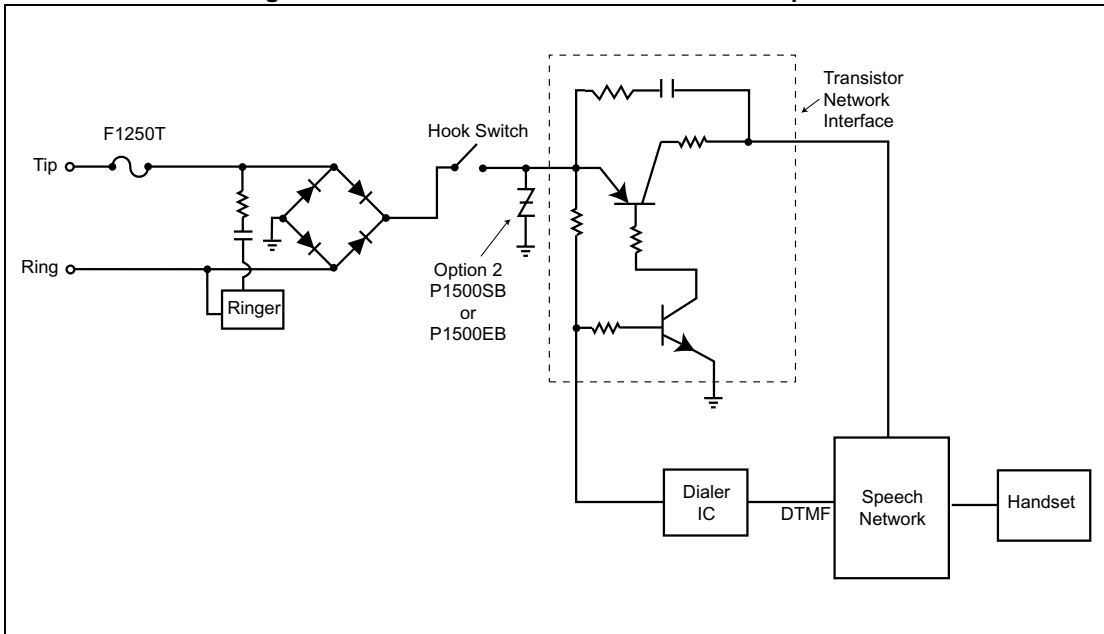 Transistor
Network
Interface
F1250T
Hook Switch
Tip
Ring
Ringer
Option 2
P1500SB
or
P1500EB
Dialer
IC
DTMF
Speech
Network
Handset